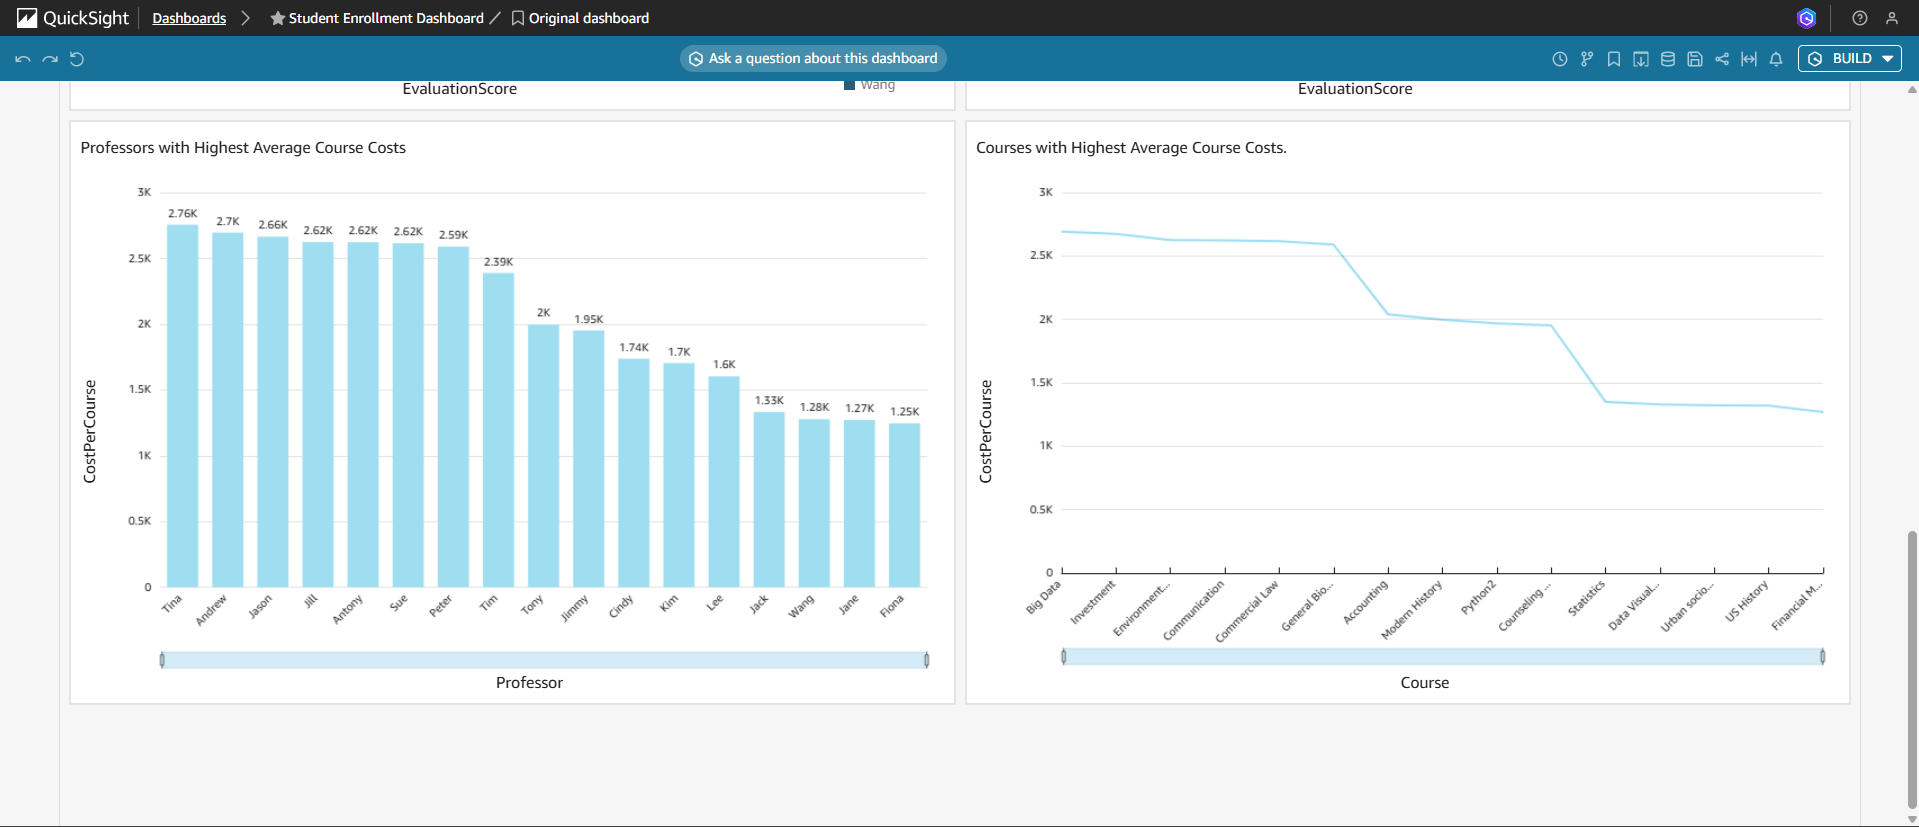 QuickSight Dashboards Student Enrollment Dashboard / Original dashboard
Ask a question about this dashboard BUILD
EvaluationScore Wang
EvaluationScore
Professors with Highest Average Course Costs
3K
2.5K
2K
1.5K
1K
0.5K
0
CostPerCourse
2.76K 2.7K 2.66K 2.62K 2.62K 2.62K 2.59K 2.39K 2K 1.95K 1.74K 1.7K 1.6K 1.33K 1.28K 1.27K 1.25K
Tina Andrew Jason Jill Antony Sue Peter Tim Tony Jimmy Cindy Kim Lee Jack Wang Jane Fiona
Professor
Courses with Highest Average Course Costs.
3K
2.5K
2K
1.5K
1K
0.5K
0
CostPerCourse
Big Data Investment Environment... Communication Commercial Law General Bio... Accounting Modern History Python2 Counseling ... Statistics Data Visual... Urban socio... US History Financial M...
Course